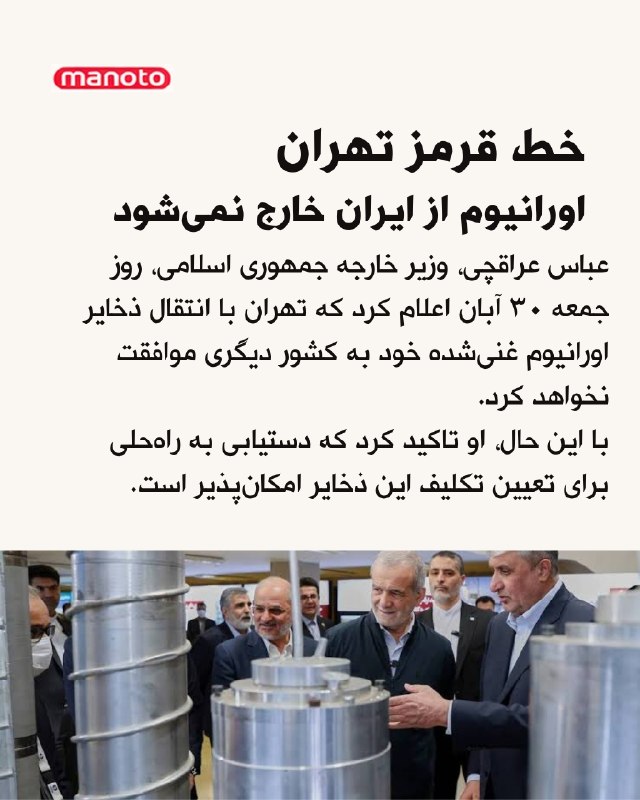 manoto
خط قرمز تهران
اورانیوم از ایران خارج نمی‌شود
عباس عراقچی، وزیر خارجه جمهوری اسلامی، روز
جمعه ۳۰ آبان اعلام کرد که تهران با انتقال ذخایر
اورانیوم غنی‌شده خود به کشور دیگری موافقت
نخواهد کرد.
با این حال، او تاکید کرد که دستیابی به راه‌حلی
برای تعیین تکلیف این ذخایر امکان‌پذیر است.